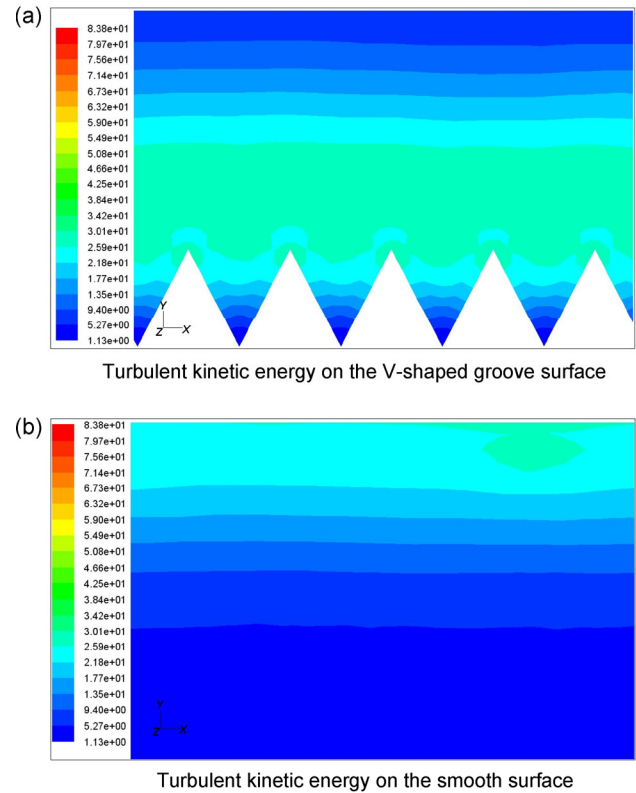 (a)
8.38e+01
7.97e+01
7.56e+01
7.14e+01
6.73e+01
6.32e+01
5.90e+01
5.49e+01
5.08e+01
4.66e+01
4.25e+01
3.84e+01
3.42e+01
3.01e+01
2.59e+01
2.18e+01
1.77e+01
1.35e+01
9.40e+00
5.27e+00
1.13e+00
Y
Z X
Turbulent kinetic energy on the V-shaped groove surface
(b)
8.38e+01
7.97e+01
7.56e+01
7.14e+01
6.73e+01
6.32e+01
5.90e+01
5.49e+01
5.08e+01
4.66e+01
4.25e+01
3.84e+01
3.42e+01
3.01e+01
2.59e+01
2.18e+01
1.77e+01
1.35e+01
9.40e+00
5.27e+00
1.13e+00
Y
Z X
Turbulent kinetic energy on the smooth surface